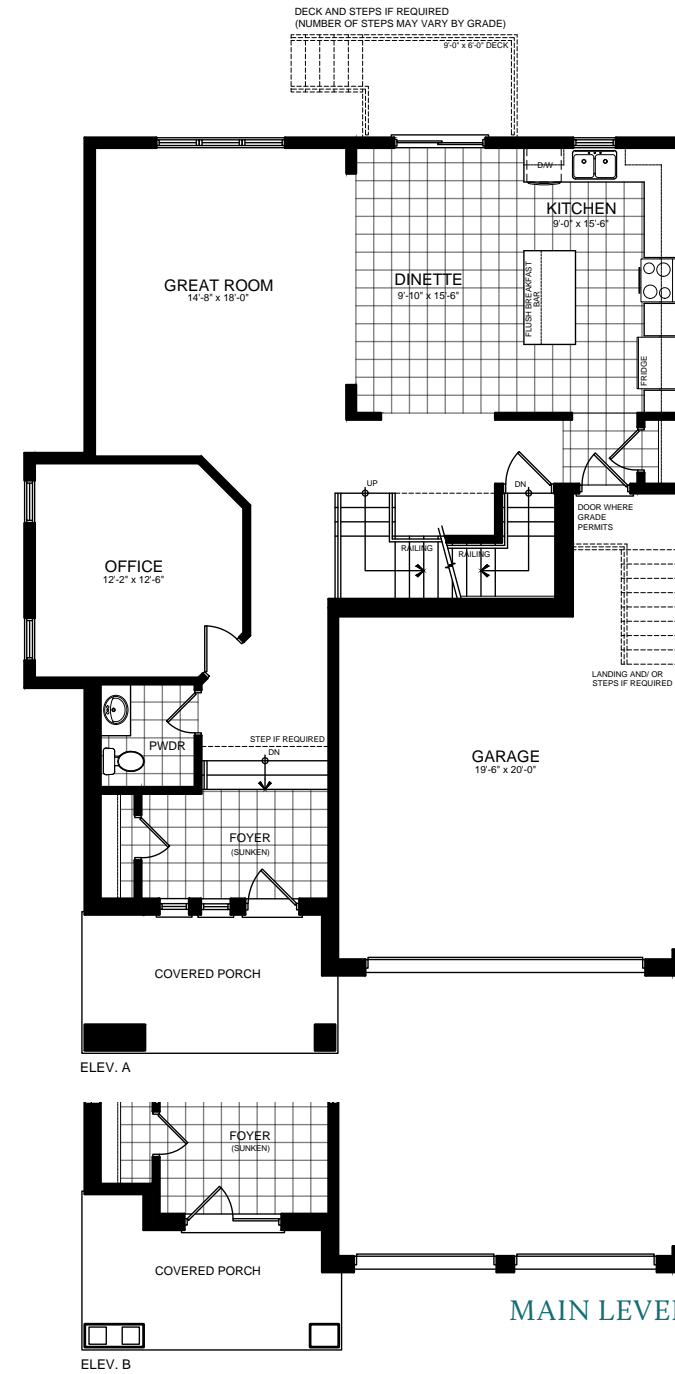 DECK AND STEPS IF REQUIRED
(NUMBER OF STEPS MAY VARY BY GRADE)
9'-0" x 6'-0" DECK
D/W
KITCHEN
9'-0" x 15'-6"
GREAT ROOM
14'-8" x 18'-0"
DINETTE
9'-10" x 15'-6"
FLUSH BREAKFAST
BAR
FRIDGE
UP
DN
DOOR WHERE
GRADE
PERMITS
RAILING
RAILING
OFFICE
12'-2" x 12'-6"
LANDING AND/ OR
STEPS IF REQUIRED
PWDR
STEP IF REQUIRED
DN
GARAGE
19'-6" x 20'-0"
FOYER
(SUNKEN)
COVERED PORCH
ELEV. A
FOYER
(SUNKEN)
COVERED PORCH
MAIN LEVE
ELEV. B